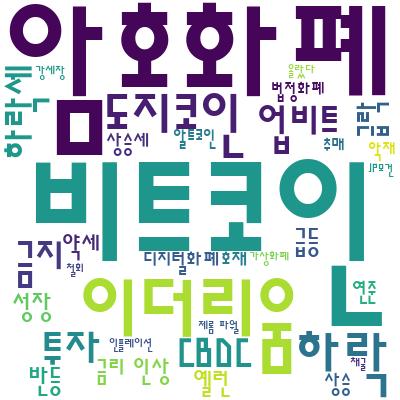 암호화폐
강세장
올랐다
법정화폐
하락세
도지코인
업비트
급락
상승세
알트코인
추매
악재
JP모건
비트코인
금지
약세
철회
디지털화폐
호재
가상화폐
급등
연준
성장
이더리움
제롬 파월
투자
인플레이션
CBDC
하락
채굴
반등
금리 인상
옐런
상승